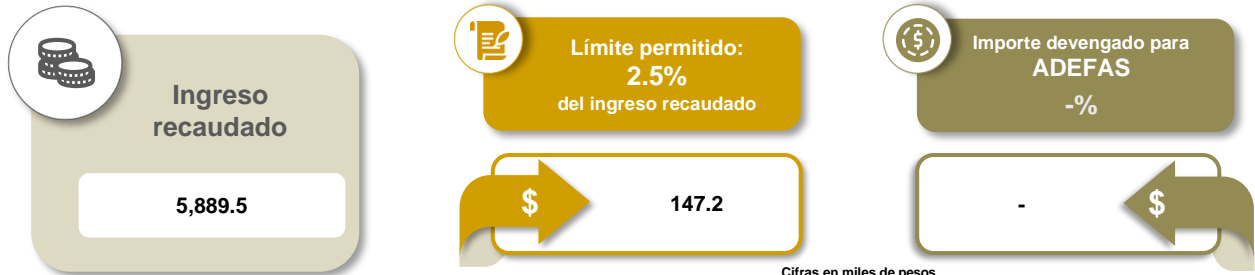 Ingreso
recaudado
5,889.5
Límite permitido:
2.5%
del ingreso recaudado
$
147.2
Importe devengado para
ADEFAS
-%
-
$
Cifras en miles de pesos